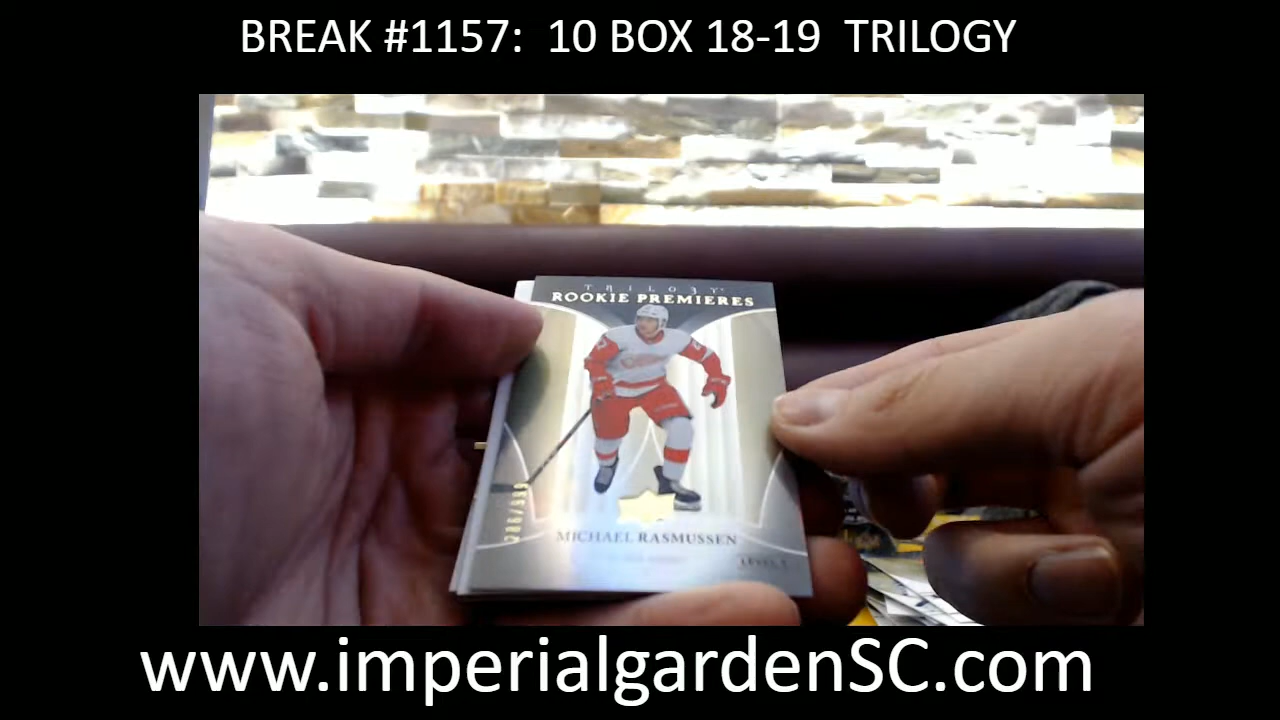 BREAK #1157: 10 BOX 18-19 TRILOGY
TRILOGY
ROOKIE PREMIERES
MICHAEL RASMUSSEN
www.imperialgardenSC.com